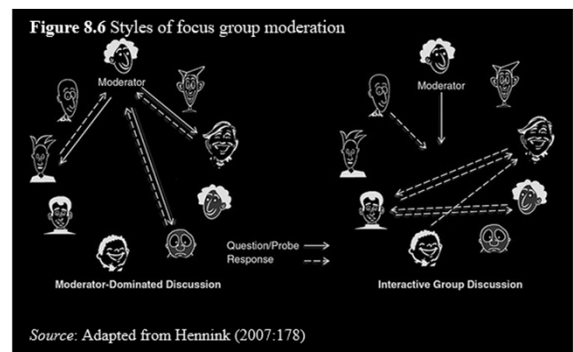 Figure 8.6 Styles of focus group moderation
Moderator
Moderator
Question/Probe
Response
Moderator-Dominated Discussion
Interactive Group Discussion
Source: Adapted from Hennink (2007:178)